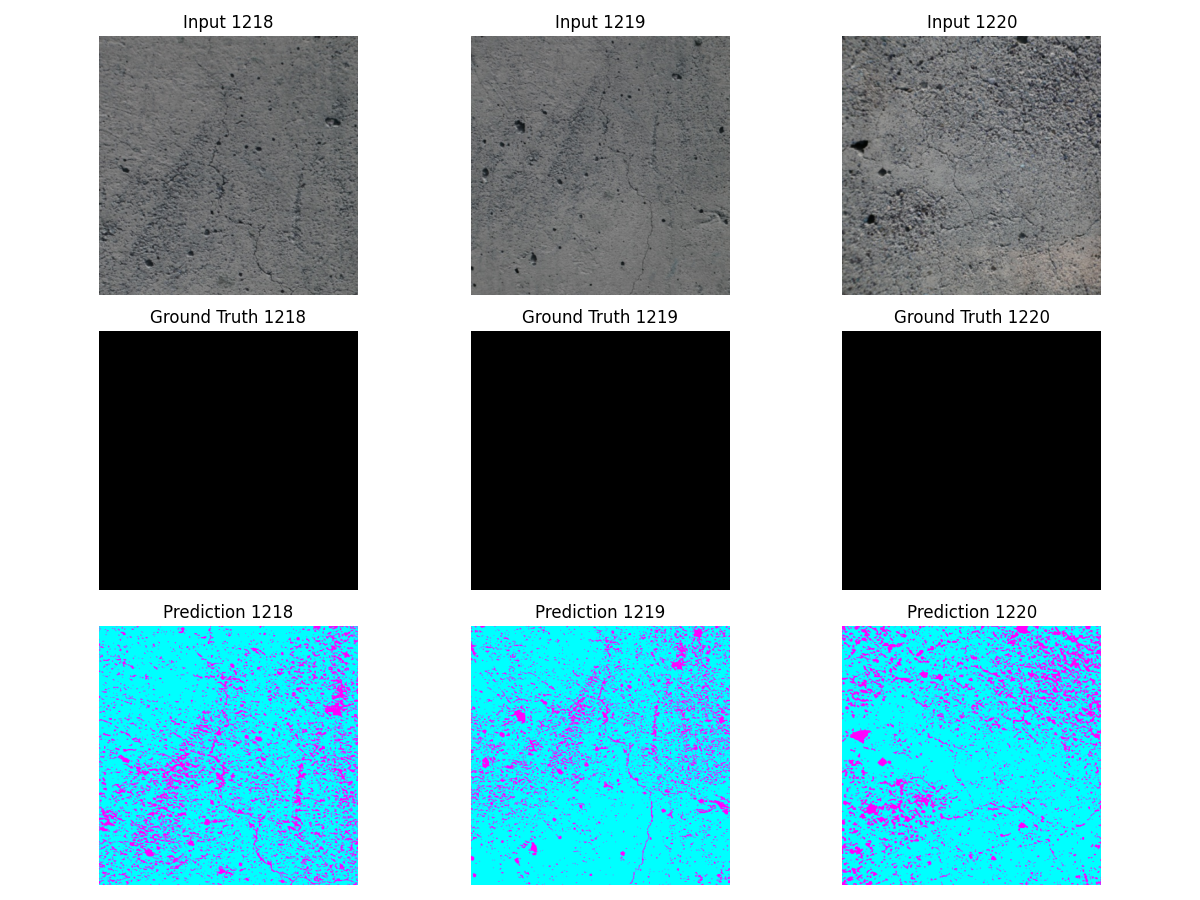 Input 1218
Input 1219
Input 1220
Ground Truth 1218
Ground Truth 1219
Ground Truth 1220
Prediction 1218
Prediction 1219
Prediction 1220